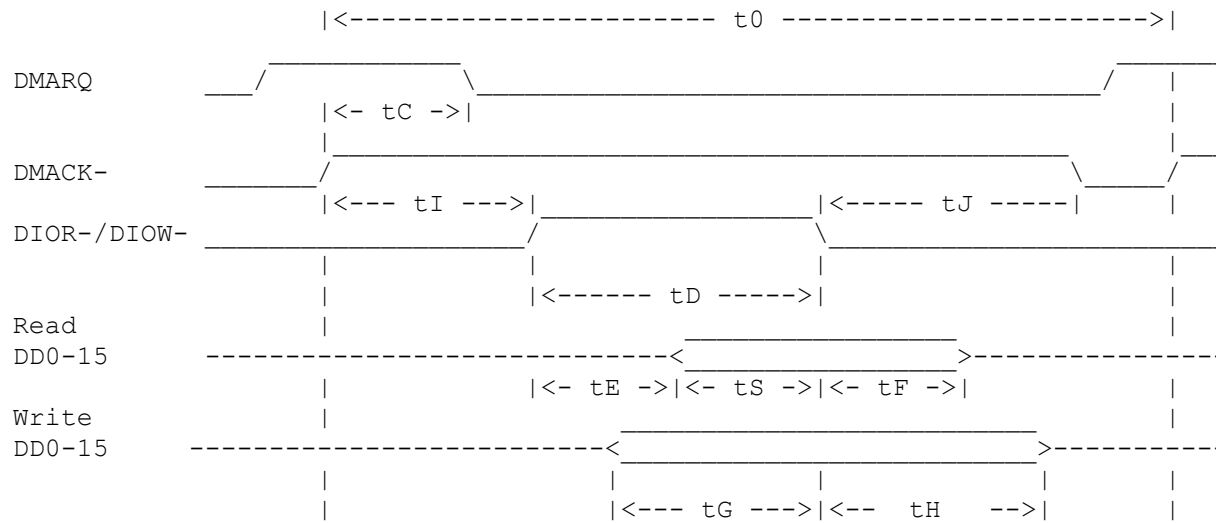 |<----------------------- t0 ----------------------->|
DMARQ
|<- tC ->|
DMACK-
|<--- tI --->| |<----- tJ -----|
DIOR-/DIOW-
|<------ tD ----->|
Read
DD0-15
|<- tE ->|<- tS ->|<- tF ->|
Write
DD0-15
|<--- tG --->|<-- tH -->|